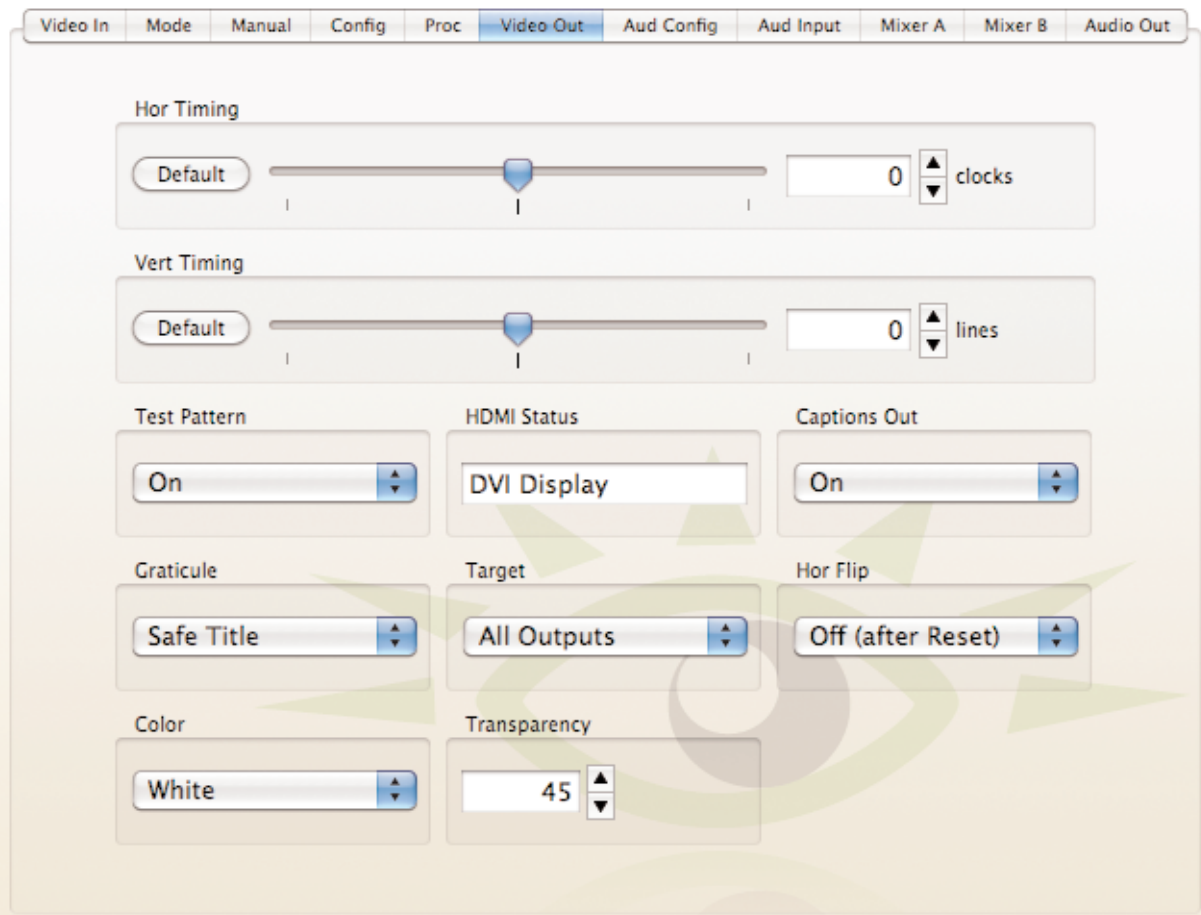 Video In Mode Manual Config Proc Video Out Aud Config Aud Input Mixer A Mixer B Audio Out
Hor Timing
Default 0 clocks
Vert Timing
Default 0 lines
Test Pattern HDMI Status Captions Out
On DVI Display On
Graticule Target Hor Flip
Safe Title All Outputs Off (after Reset)
Color Transparency
White 45